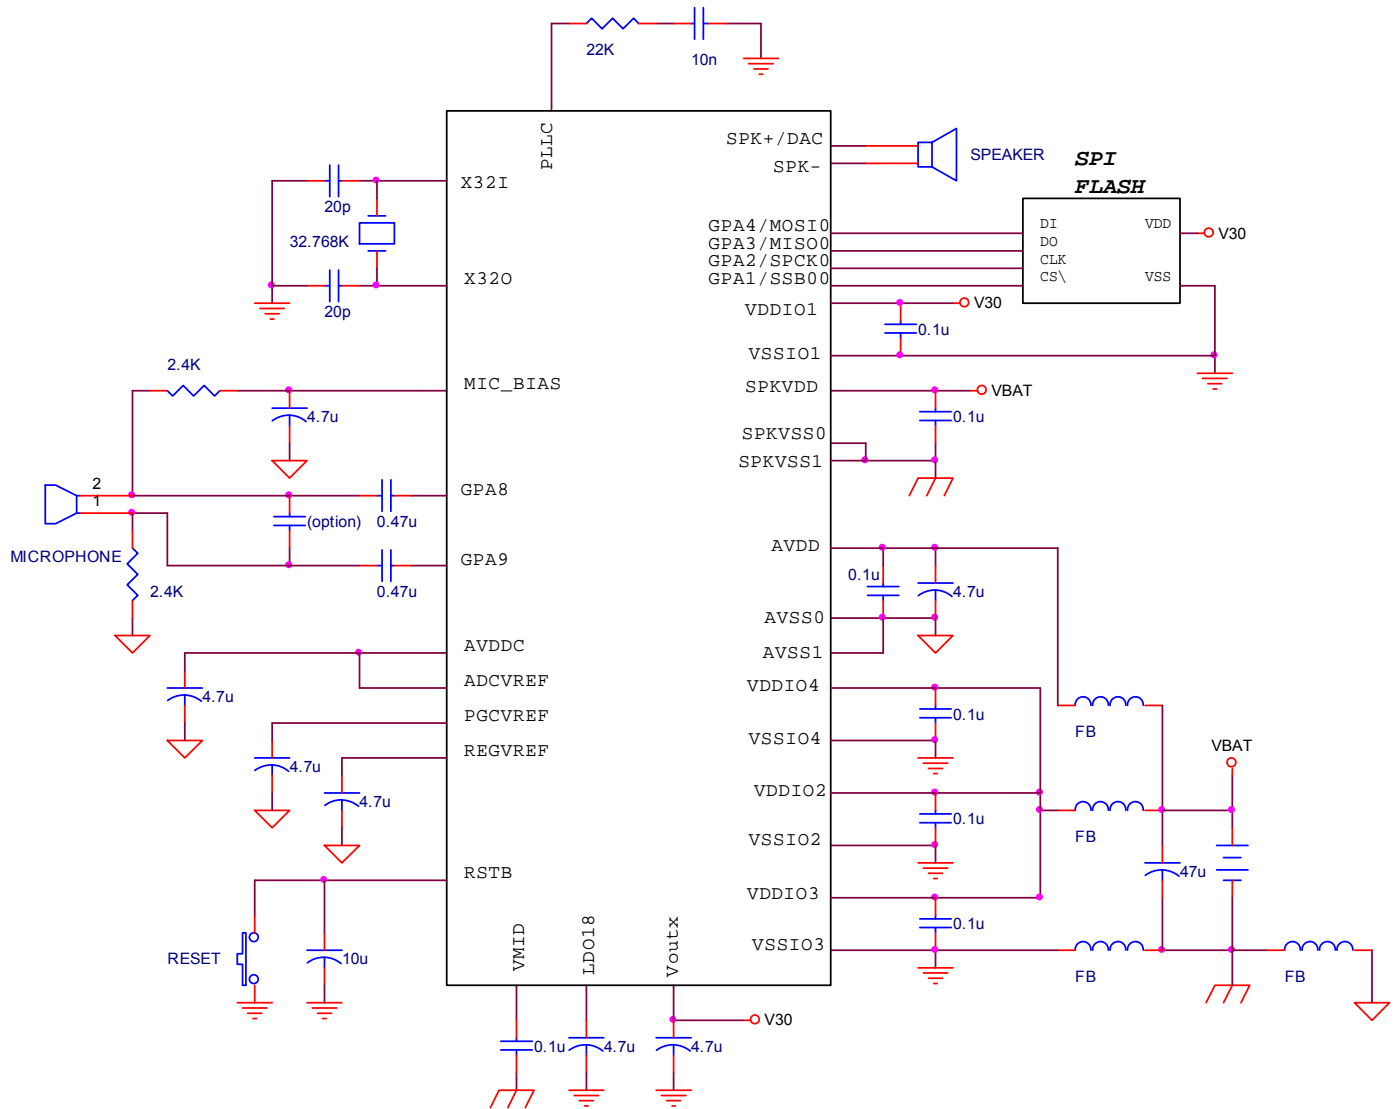 22K
10n
PLLC
SPK+/DAC
SPK-
SPEAKER
SPI
FLASH
X32I
20p
32.768K
X32O
20p
GPA4/MOSI0
GPA3/MISO0
GPA2/SPCK0
GPA1/SSB00
DI
DO
CLK
CS\
VDD
VSS
V30
VDDIO1
V30
0.1u
VSSIO1
2.4K
MIC_BIAS
4.7u
SPKVDD
VBAT
0.1u
SPKVSS0
SPKVSS1
2
1
GPA8
0.47u
(option)
MICROPHONE
GPA9
0.47u
2.4K
AVDD
0.1u
4.7u
AVSS0
AVSS1
AVDDC
ADCVREF
4.7u
PGCVREF
4.7u
REGVREF
4.7u
VDDIO4
0.1u
VSSIO4
FB
VBAT
VDDIO2
0.1u
VSSIO2
FB
47u
VDDIO3
0.1u
VSSIO3
FB
FB
RSTB
RESET
10u
VMID
LDO18
Voutx
V30
0.1u
4.7u
4.7u